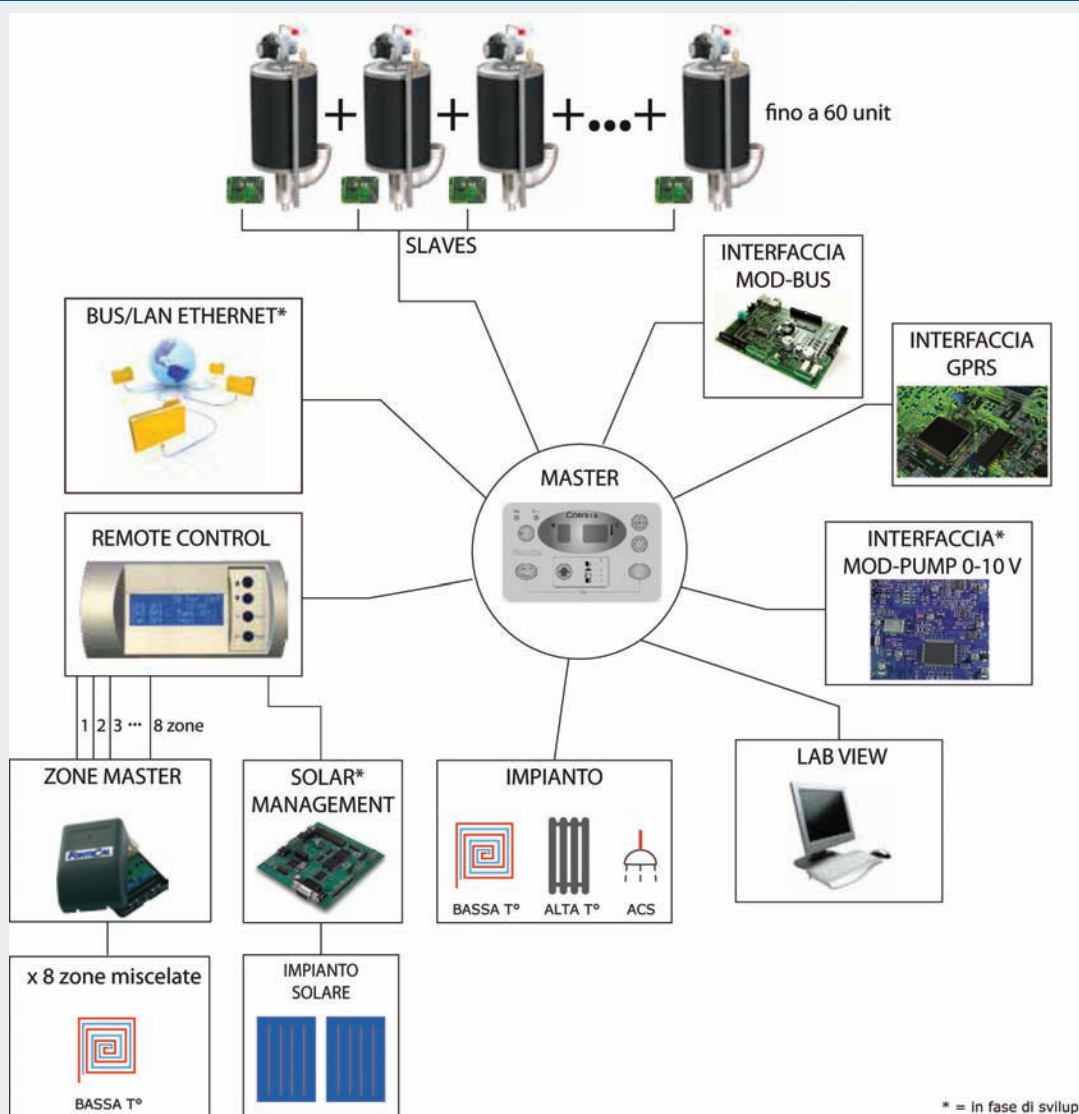 fino a 60 unit
SLAVES
INTERFACCIA
MOD-BUS
BUS/LAN ETHERNET*
INTERFACCIA
GPRS
MASTER
REMOTE CONTROL
INTERFACCIA*
MOD-PUMP 0-10 V
1 2 3 ... 8 zone
ZONE MASTER
FONTECAL
SOLAR*
MANAGEMENT
IMPIANTO
BASSA T° ALTA T° ACS
LAB VIEW
x 8 zone miscelate
BASSA T°
IMPIANTO
SOLARE
* = in fase di svilup